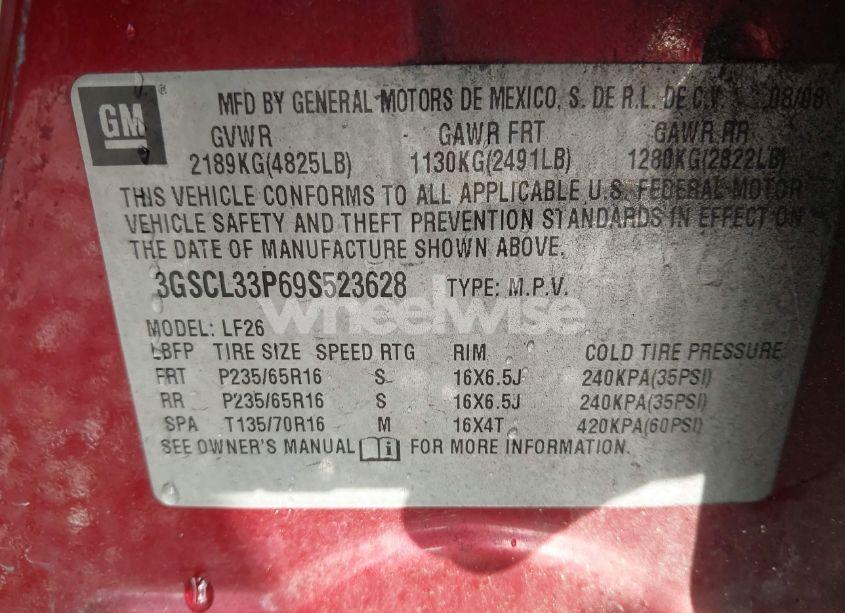 GM ® MFD BY GENERAL MOTORS DE MEXICO, S. DE R.L. DE C.V. 08/08
GVWR GAWR FRT GAWR RR
2189KG(4825LB) 1130KG(2491LB) 1280KG(2822LB)
THIS VEHICLE CONFORMS TO ALL APPLICABLE U.S. FEDERAL MOTOR
VEHICLE SAFETY AND THEFT PREVENTION STANDARDS IN EFFECT ON
THE DATE OF MANUFACTURE SHOWN ABOVE.
3GSCL33P69S523628 TYPE: M.P.V.
wheelwise
MODEL: LF26
LBFP TIRE SIZE SPEED RTG RIM COLD TIRE PRESSURE
FRT P235/65R16 S 16X6.5J 240KPA(35PSI)
RR P235/65R16 S 16X6.5J 240KPA(35PSI)
SPA T135/70R16 M 16X4T 420KPA(60PSI)
SEE OWNER'S MANUAL i FOR MORE INFORMATION.